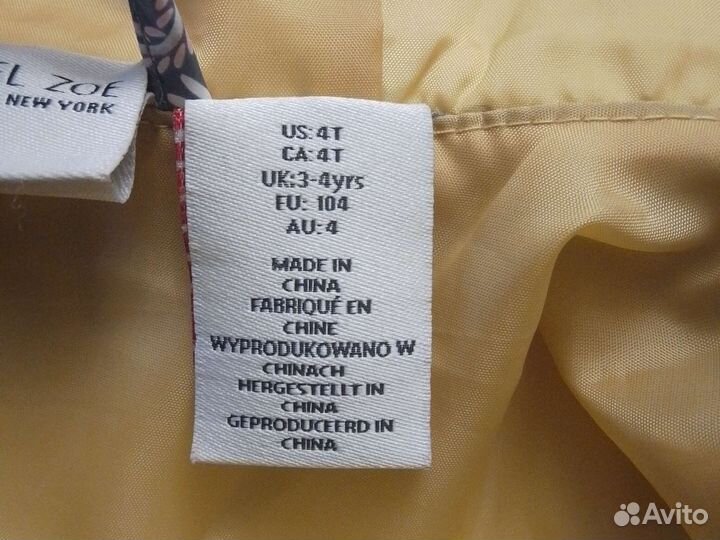 EL ZOE
NEW YORK
US: 4T
CA: 4T
UK:3-4yrs
EU: 104
AU: 4
MADE IN
CHINA
FABRIQUÉ EN
CHINE
WYPRODUKOWANO W
CHINACH
HERGESTELLT IN
CHINA
GEPRODUCEERD IN
CHINA
Avito